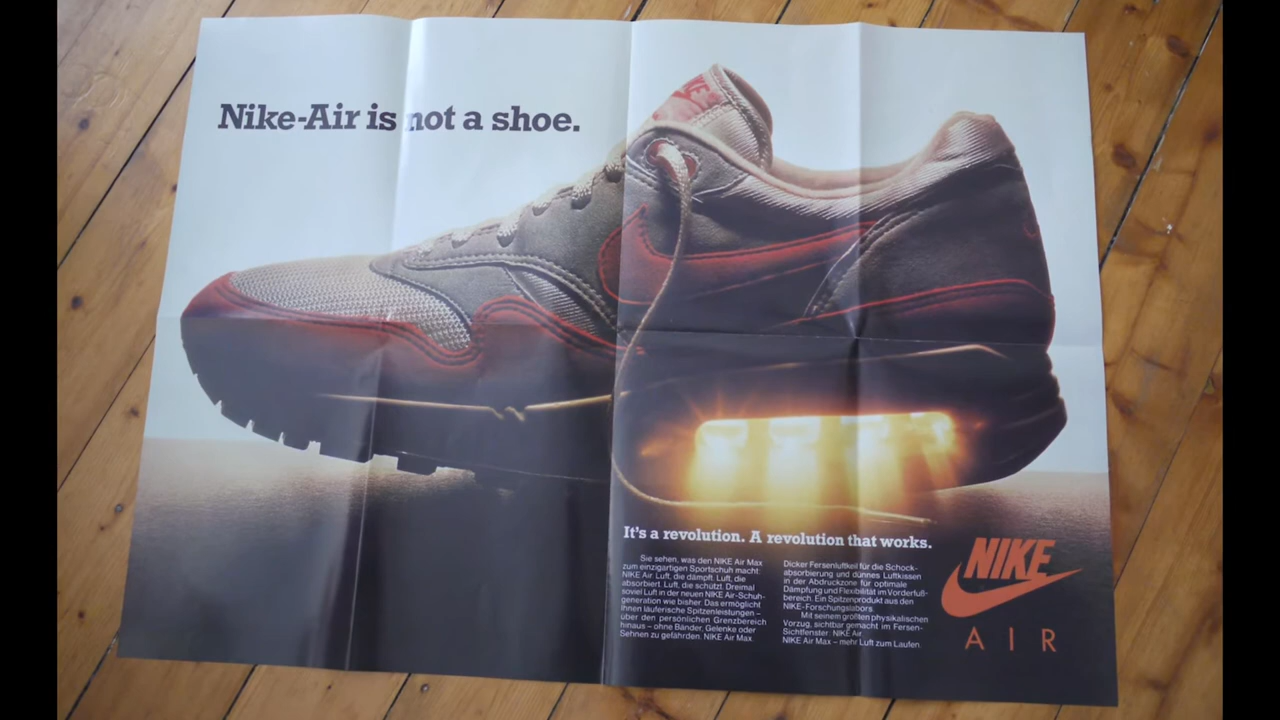 Nike-Air is not a shoe.
NIKE
It's a revolution. A revolution that works.
Sie sehen, was den NIKE Air Max
zum einzigartigen Sportschuh macht:
NIKE Air. Luft, die dämpft. Luft, die
absorbiert. Luft, die schützt. Dreimal
soviel Luft in der neuen NIKE Air-Schuh-
generation wie bisher. Das ermöglicht
Ihnen läuferische Spitzenleistungen –
über den persönlichen Grenzbereich
hinaus – ohne Bänder, Gelenke oder
Sehnen zu gefährden. NIKE Air Max.
Dicker Fersenluftkeil für die Schock-
absorbierung und dünnes Luftkissen
in der Abdruckzone für optimale
Dämpfung und Flexibilität im Vorderfuß-
bereich. Ein Spitzenprodukt aus den
NIKE-Forschungslabors.
Mit seinem größten physikalischen
Vorzug, sichtbar gemacht im Fersen-
Sichtfenster: NIKE Air.
NIKE Air Max – mehr Luft zum Laufen.
NIKE
AIR